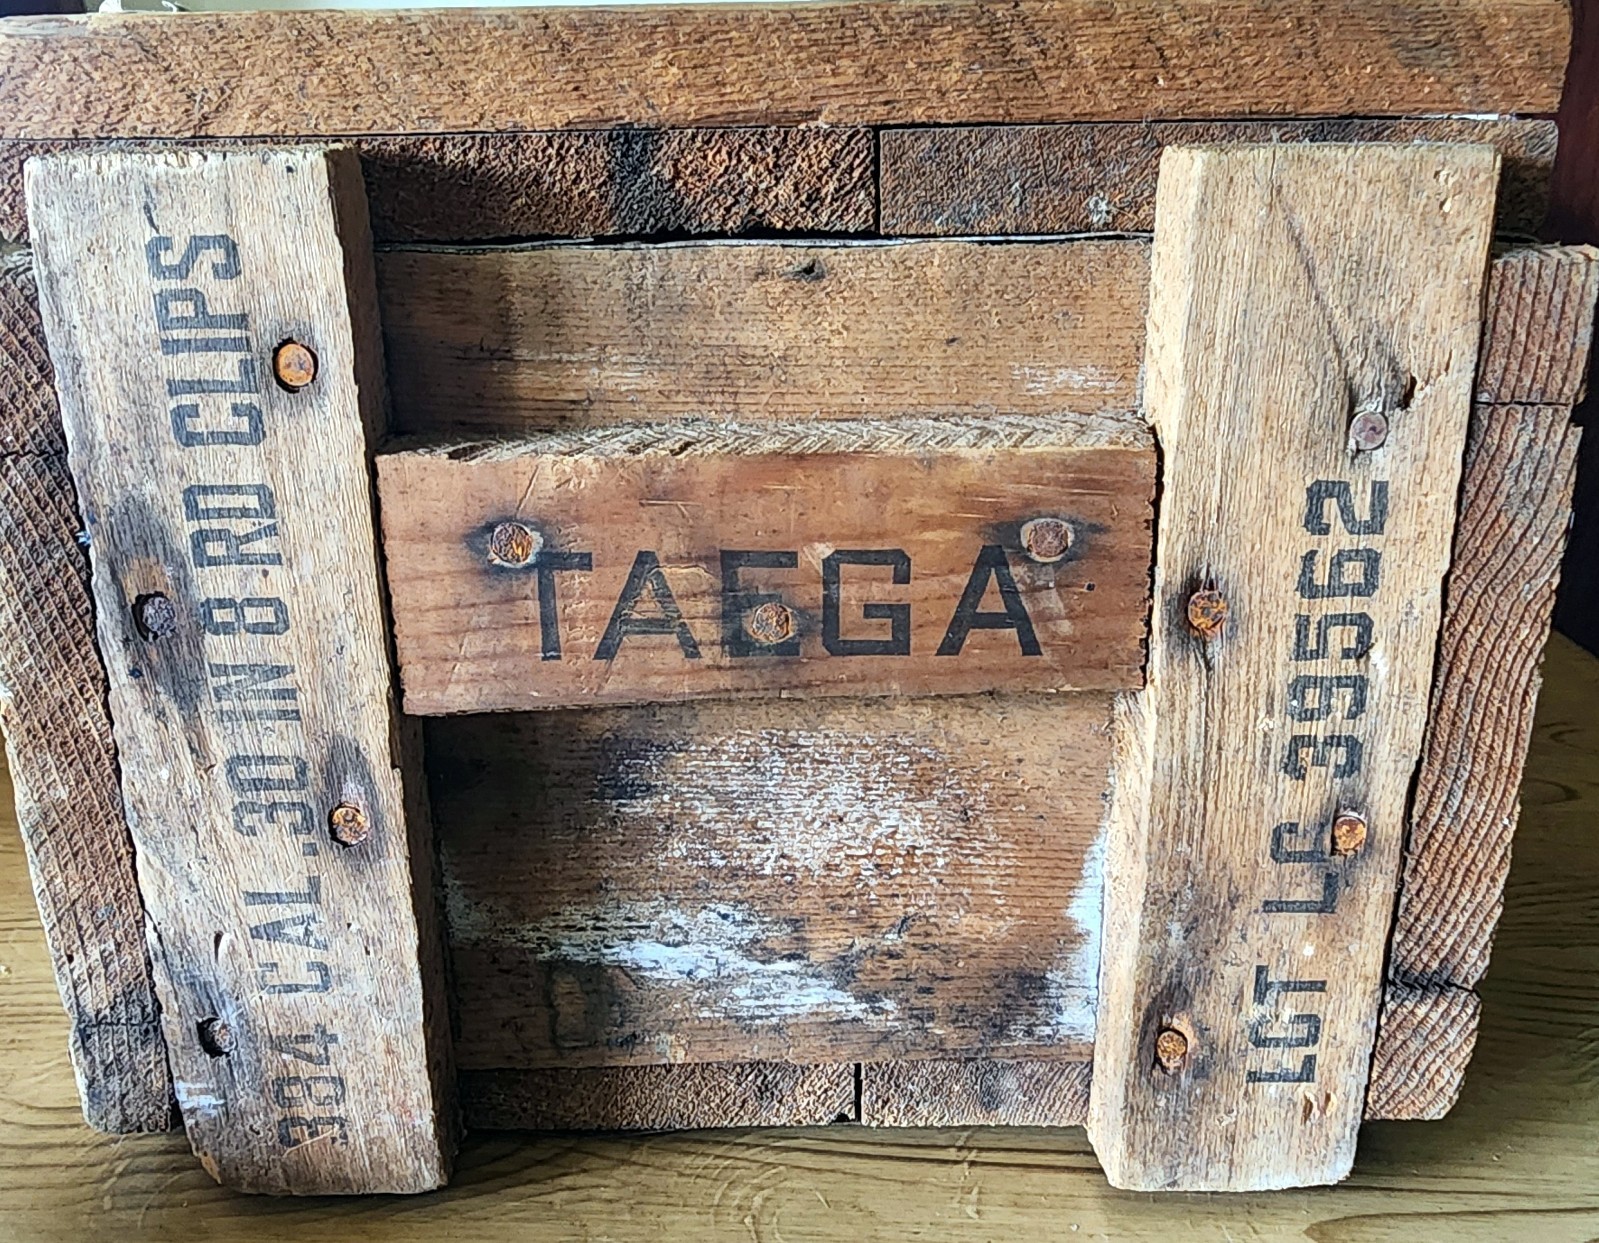 384 CAL .30 IN 8 RD CLIPS
TAEGA
LOT LC 39562